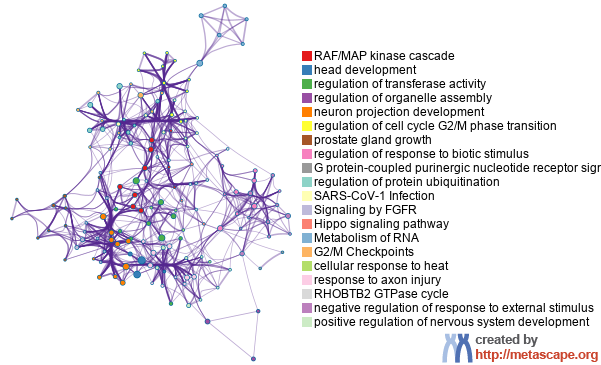 RAF/MAP kinase cascade
head development
regulation of transferase activity
regulation of organelle assembly
neuron projection development
regulation of cell cycle G2/M phase transition
prostate gland growth
regulation of response to biotic stimulus
G protein-coupled purinergic nucleotide receptor sigr
regulation of protein ubiquitination
SARS-CoV-1 Infection
Signaling by FGFR
Hippo signaling pathway
Metabolism of RNA
G2/M Checkpoints
cellular response to heat
response to axon injury
RHOBTB2 GTPase cycle
negative regulation of response to external stimulus
positive regulation of nervous system development
created by
http://metascape.org